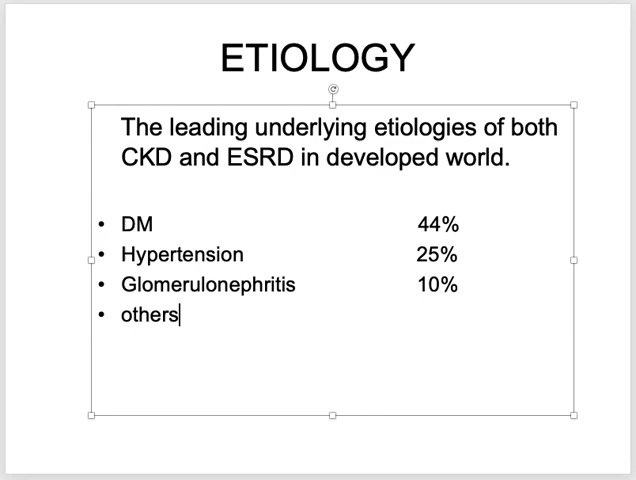 ETIOLOGY
The leading underlying etiologies of both
CKD and ESRD in developed world.
• DM 44%
• Hypertension 25%
• Glomerulonephritis 10%
• others